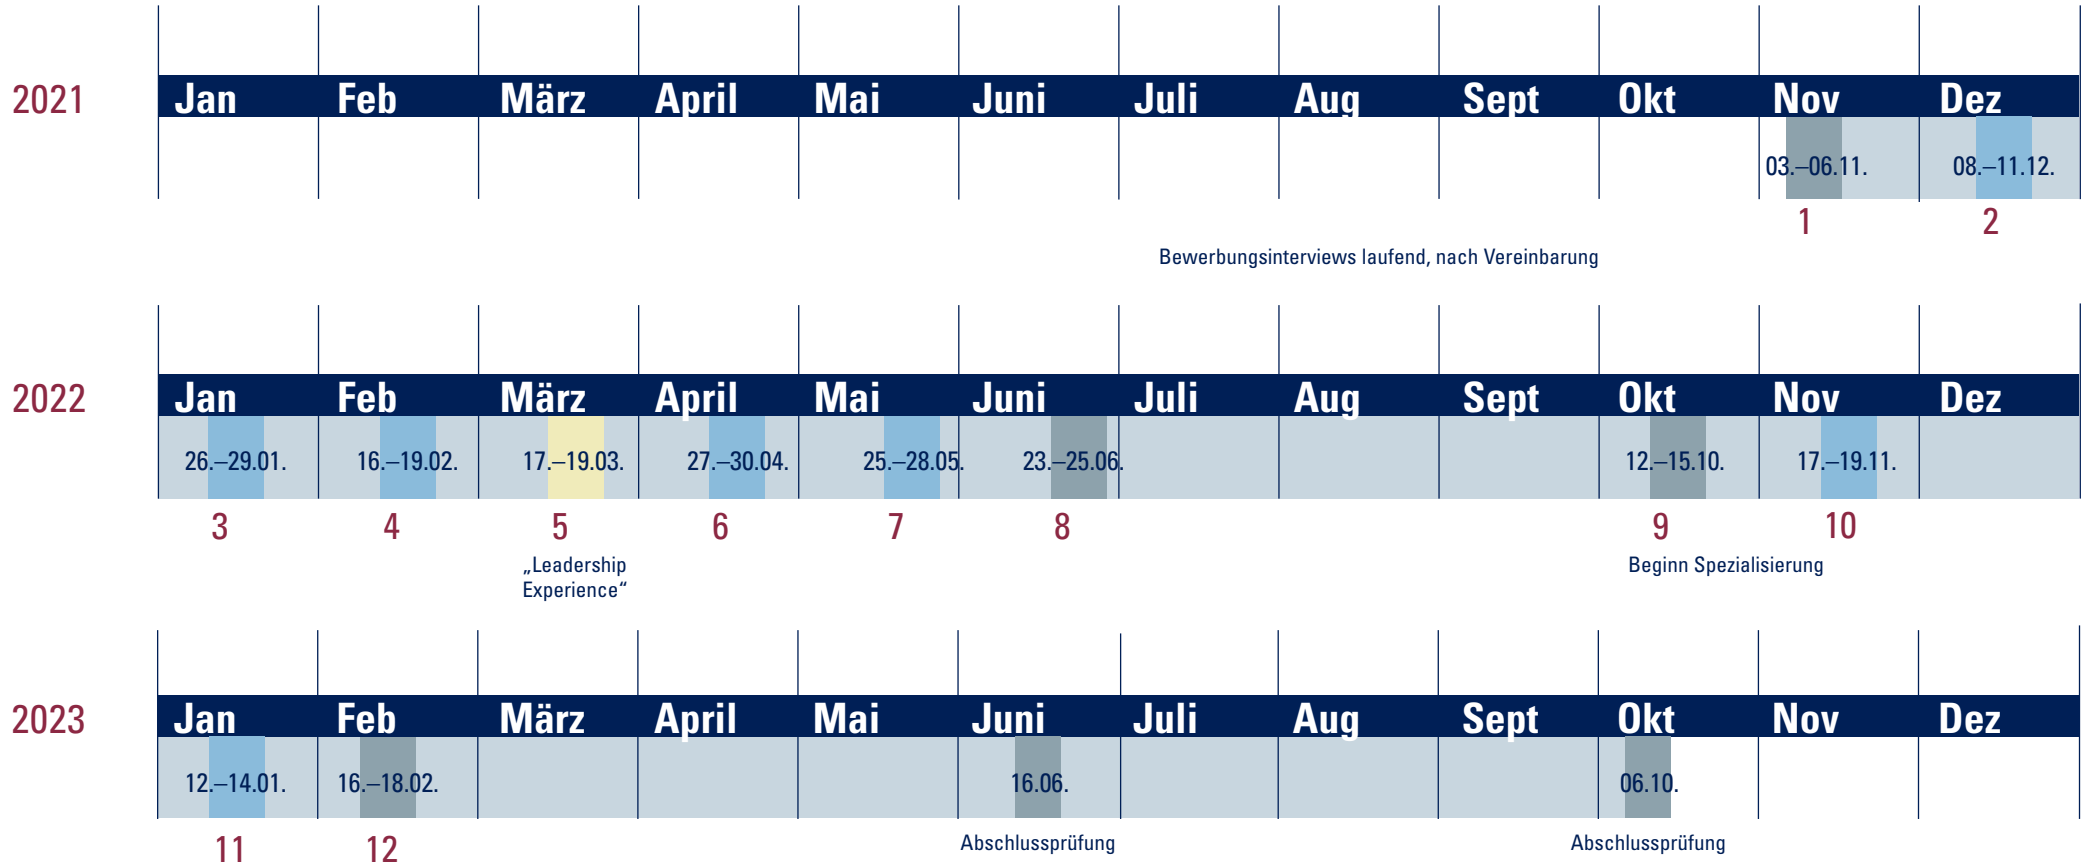 2021 Jan Feb März April Mai Juni Juli Aug Sept Okt Nov Dez
03.–06.11. 08.–11.12.
1 2
Bewerbungsinterviews laufend, nach Vereinbarung
2022 Jan Feb März April Mai Juni Juli Aug Sept Okt Nov Dez
26.–29.01. 16.–19.02. 17.–19.03. 27.–30.04. 25.–28.05. 23.–25.06. 12.–15.10. 17.–19.11.
3 4 5 6 7 8 9 10
„Leadership Beginn Spezialisierung
Experience“
2023 Jan Feb März April Mai Juni Juli Aug Sept Okt Nov Dez
12.–14.01. 16.–18.02. 16.06. 06.10.
11 12 Abschlussprüfung Abschlussprüfung